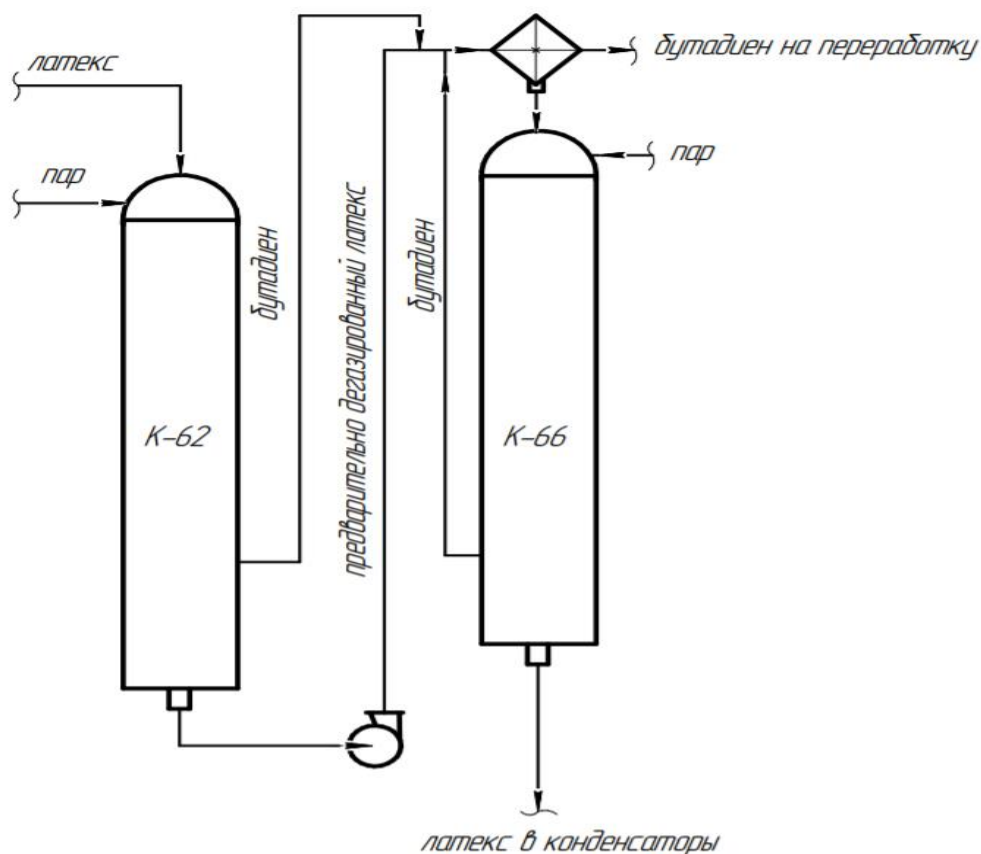 латекс
пар
бутадиен
К-62
предварительно дегазированный латекс
бутадиен
бутадиен на переработку
пар
К-66
латекс в конденсаторы